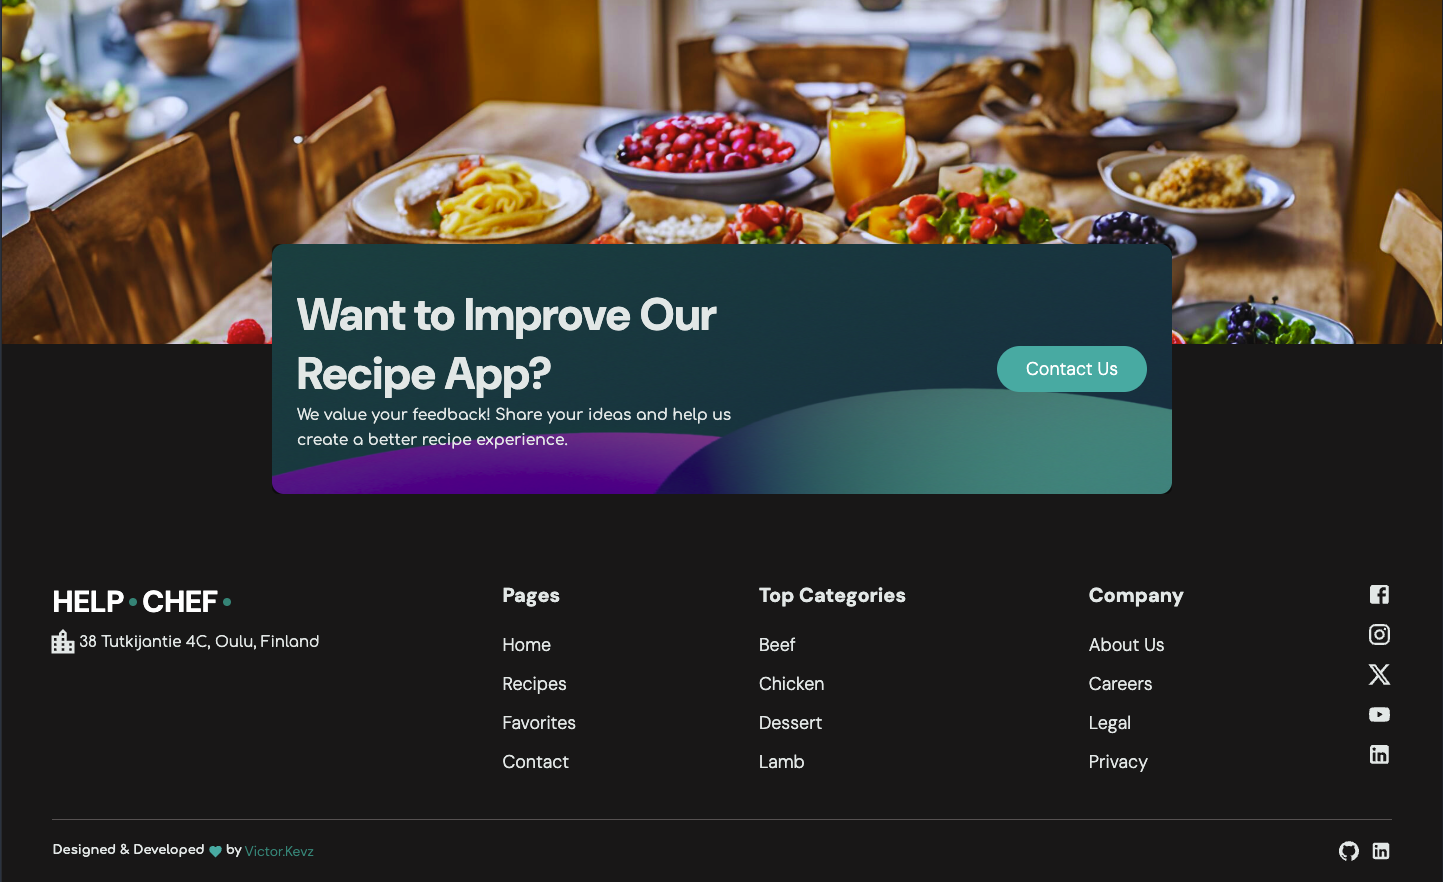 Want to Improve Our
Recipe App?
We value your feedback! Share your ideas and help us
create a better recipe experience.
Contact Us
HELP • CHEF •
38 Tutkijantie 4C, Oulu, Finland
Pages
Home
Recipes
Favorites
Contact
Top Categories
Beef
Chicken
Dessert
Lamb
Company
About Us
Careers
Legal
Privacy
Designed & Developed by Victor.Kevz